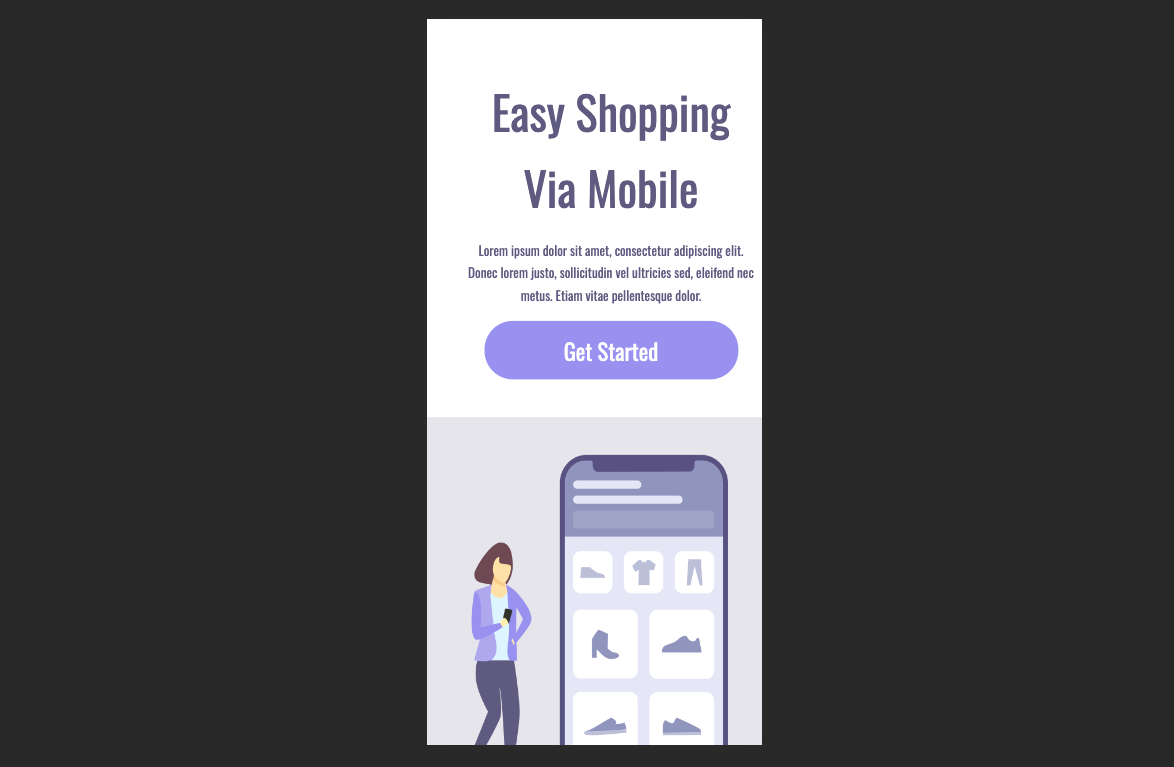 Easy Shopping
Via Mobile
Lorem ipsum dolor sit amet, consectetur adipiscing elit.
Donec lorem justo, sollicitudin vel ultricies sed, eleifend nec
metus. Etiam vitae pellentesque dolor.
Get Started